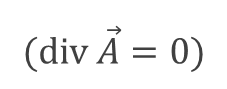 (div A⃗ = 0)